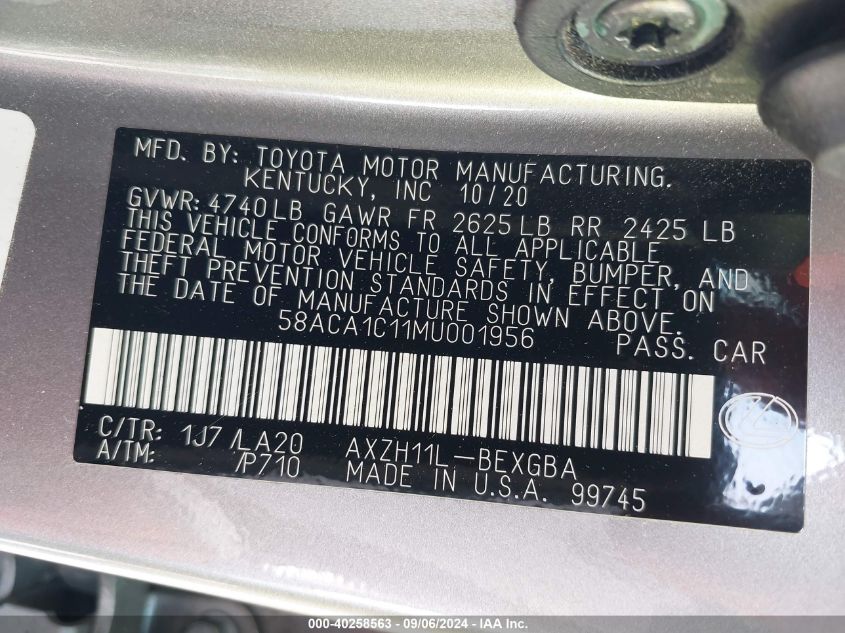 MFD. BY: TOYOTA MOTOR MANUFACTURING.
KENTUCKY, INC 10/20
GVWR: 4740LB GAWR FR 2625LB RR 2425 LB
THIS VEHICLE CONFORMS TO ALL APPLICABLE
FEDERAL MOTOR VEHICLE SAFETY, BUMPER, AND
THEFT PREVENTION STANDARDS IN EFFECT ON
THE DATE OF MANUFACTURE SHOWN ABOVE.
58ACA1C11MU001956 PASS. CAR
C/TR: 1J7 /LA20 AXZH11L-BEXGBA
A/TM: /P710 MADE IN U.S.A. 99745
000-40258563 - 09/06/2024 - IAA Inc.